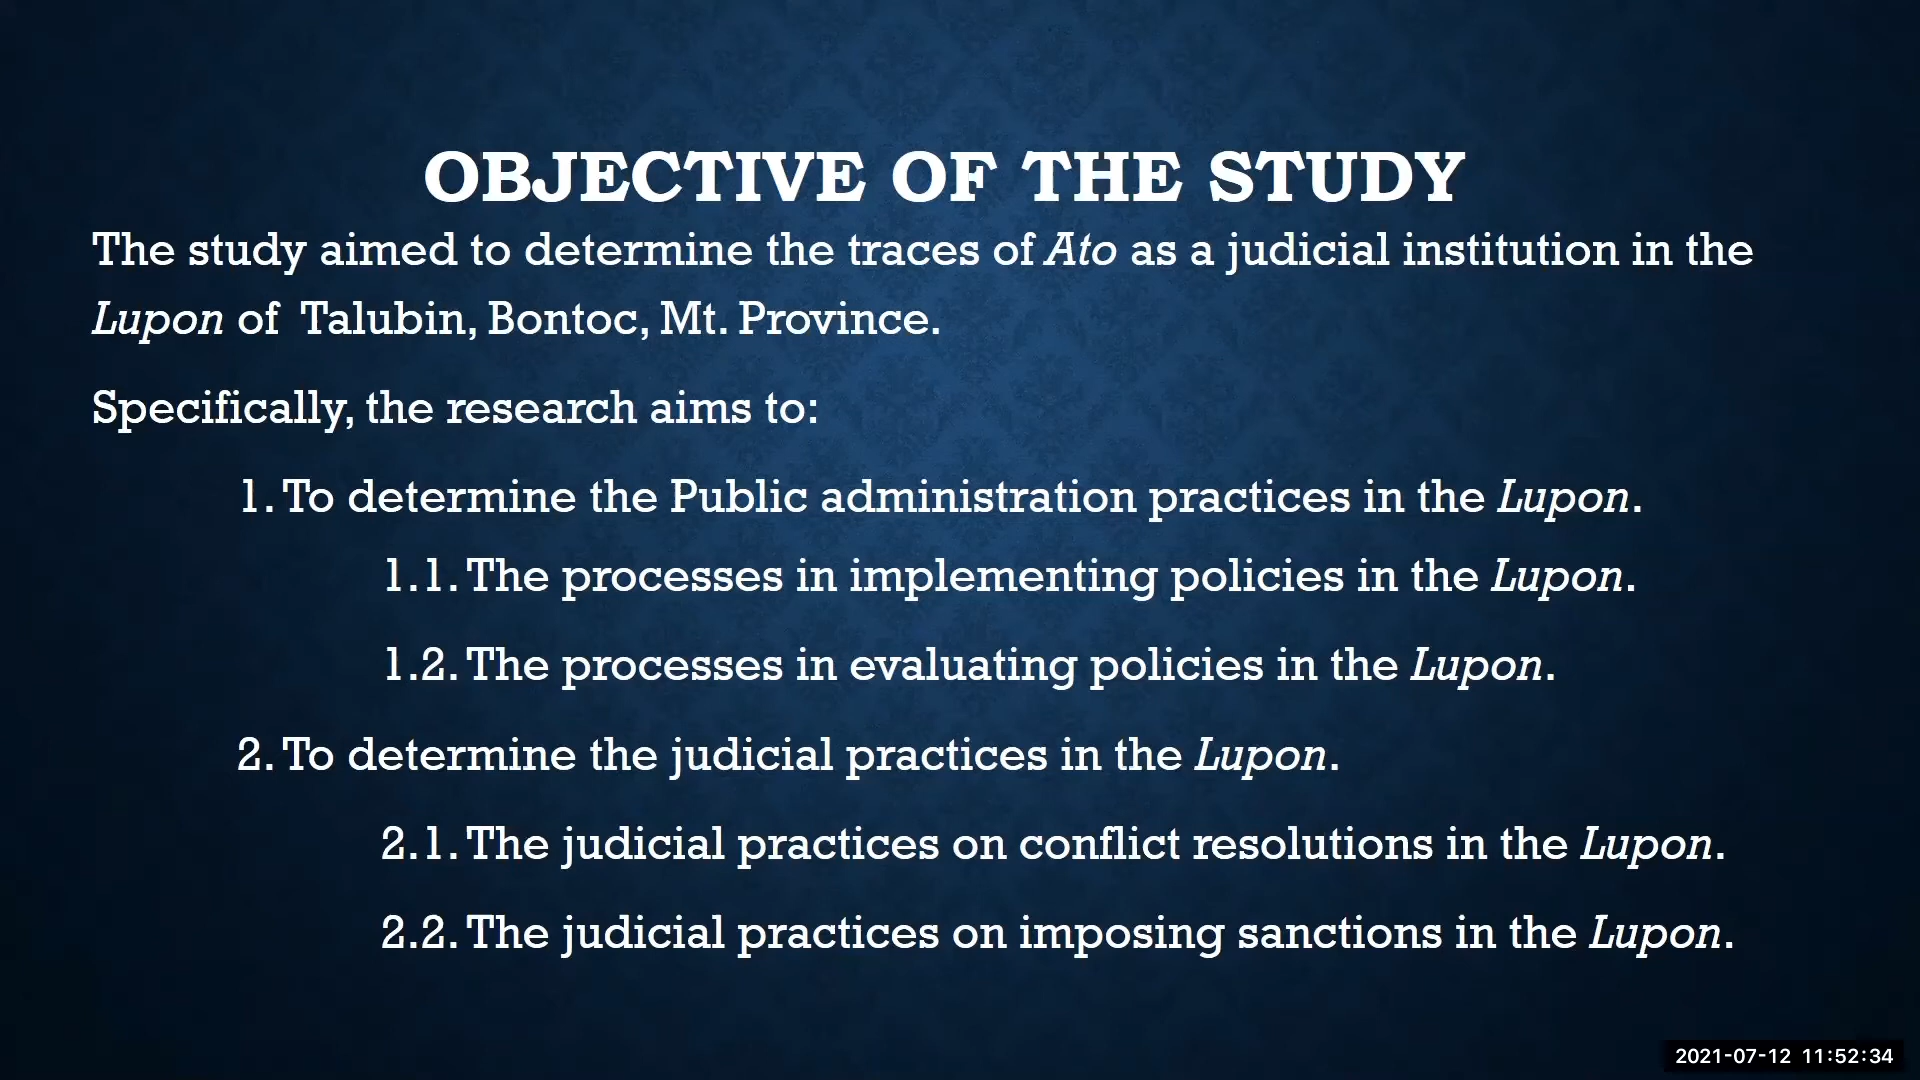 OBJECTIVE OF THE STUDY
The study aimed to determine the traces of Ato as a judicial institution in the
Lupon of Talubin, Bontoc, Mt. Province.
Specifically, the research aims to:
1. To determine the Public administration practices in the Lupon.
1.1. The processes in implementing policies in the Lupon.
1.2. The processes in evaluating policies in the Lupon.
2. To determine the judicial practices in the Lupon.
2.1. The judicial practices on conflict resolutions in the Lupon.
2.2. The judicial practices on imposing sanctions in the Lupon.
2021-07-12 11:52:34